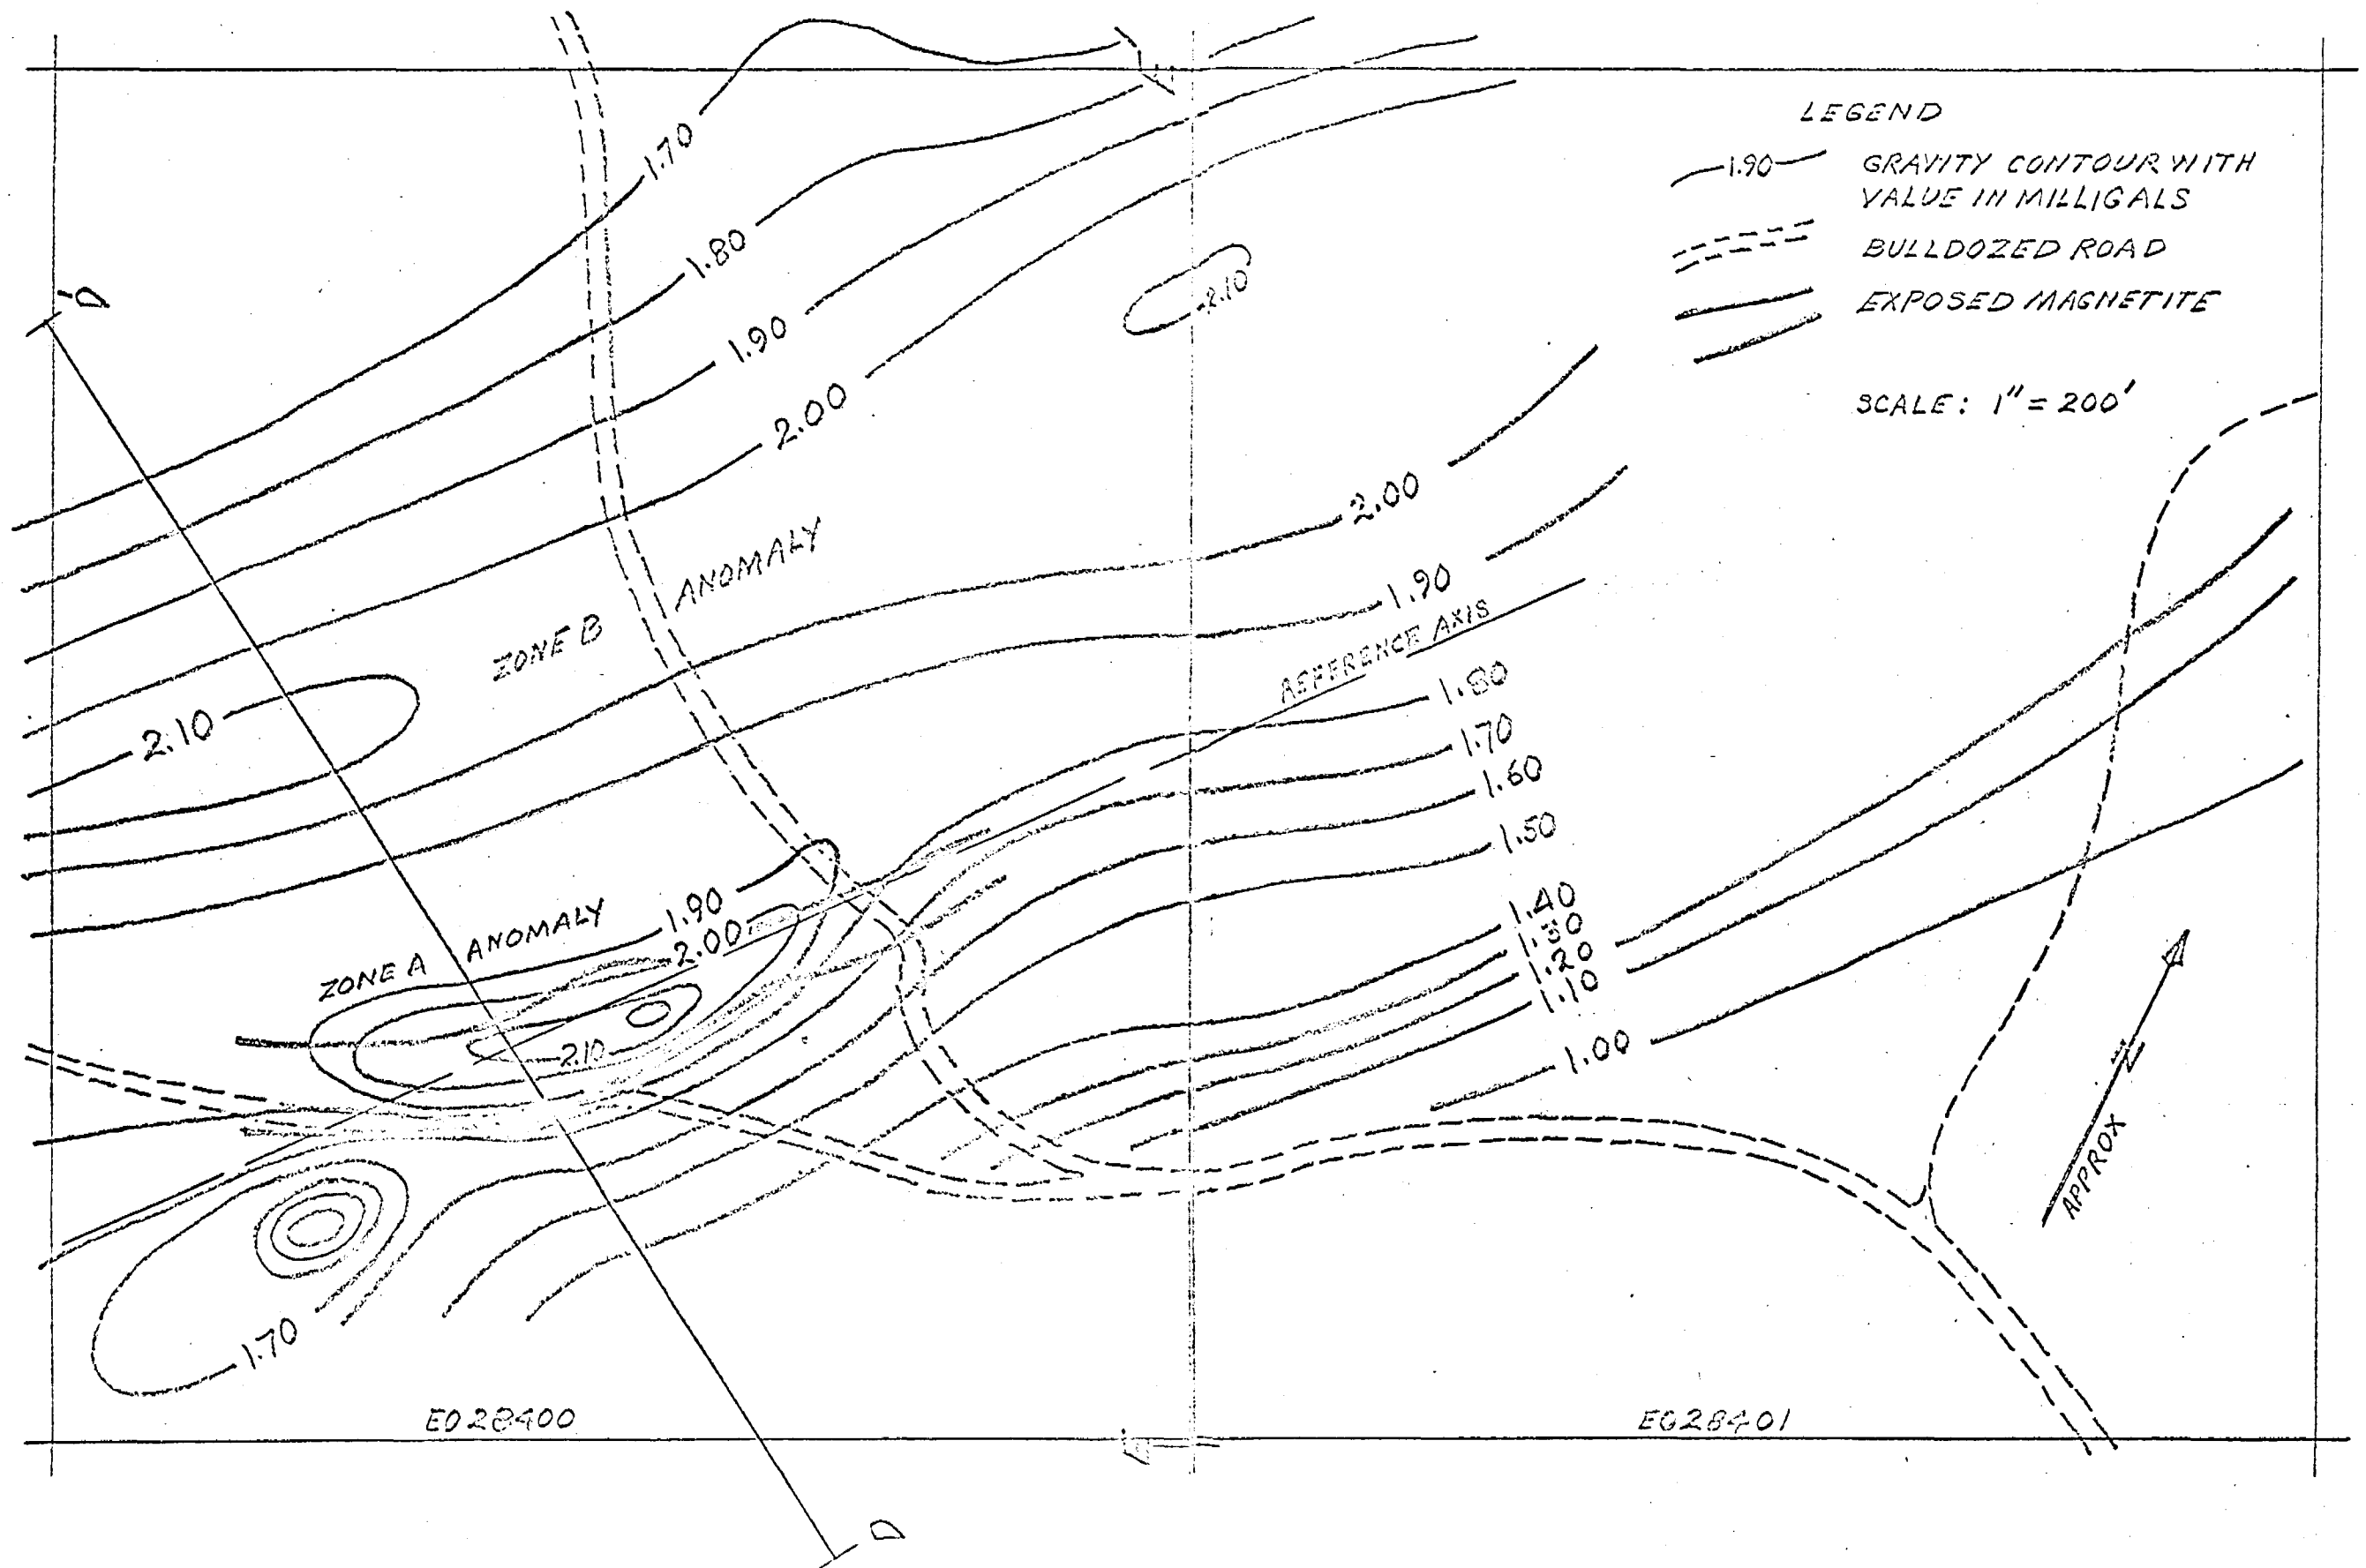 LEGEND
1.90 GRAVITY CONTOUR WITH
VALUE IN MILLIGALS
BULLDOZED ROAD
EXPOSED MAGNETITE
SCALE: 1" = 200'
1.70
1.80
1.90
2.00
2.10
D'
2.00
1.90
ZONE B ANOMALY
REFERENCE AXIS
2.10
1.80
1.70
1.60
1.50
1.40
1.30
1.20
1.10
1.00
ZONE A ANOMALY
1.90
2.00
2.10
1.70
APPROX N
E028400
E028401
D